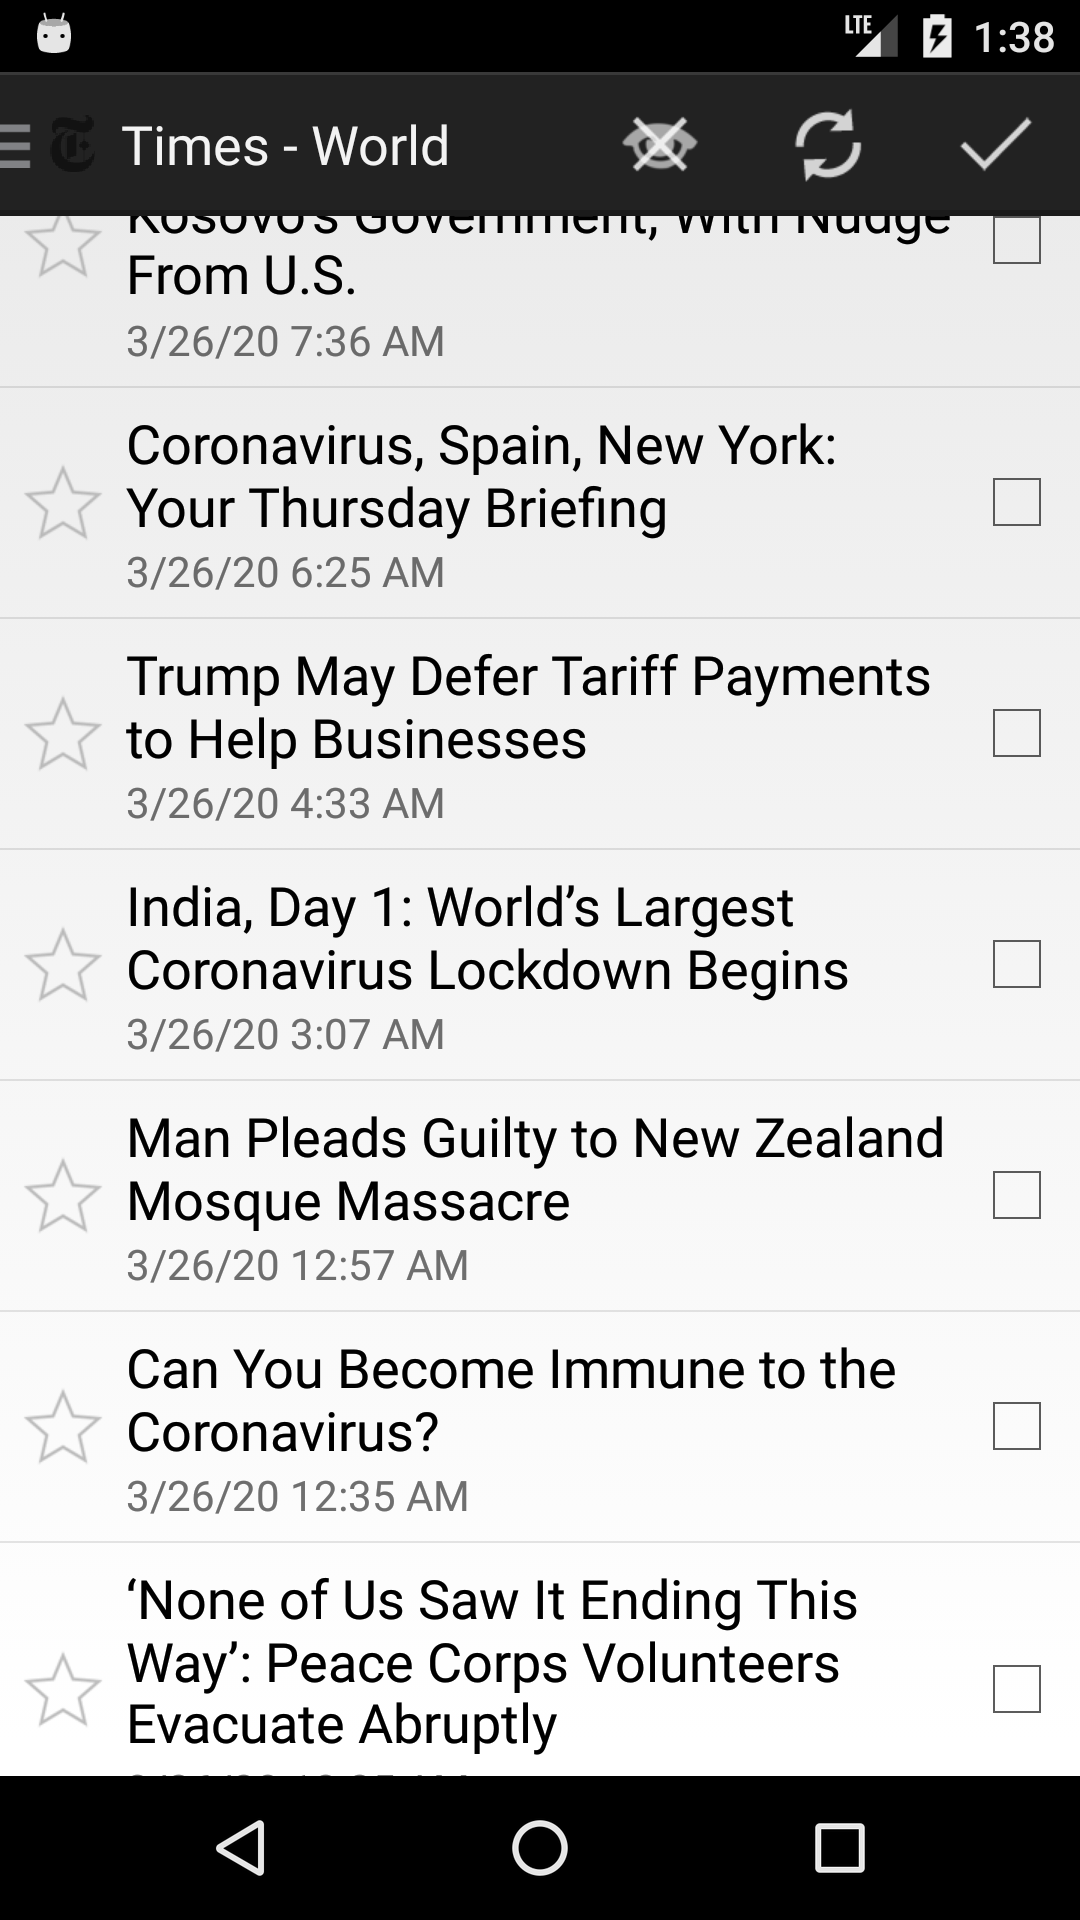 LTE
1:38
Times - World
Kosovo's Government, With Nudge
From U.S.
3/26/20 7:36 AM
Coronavirus, Spain, New York:
Your Thursday Briefing
3/26/20 6:25 AM
Trump May Defer Tariff Payments
to Help Businesses
3/26/20 4:33 AM
India, Day 1: World’s Largest
Coronavirus Lockdown Begins
3/26/20 3:07 AM
Man Pleads Guilty to New Zealand
Mosque Massacre
3/26/20 12:57 AM
Can You Become Immune to the
Coronavirus?
3/26/20 12:35 AM
‘None of Us Saw It Ending This
Way’: Peace Corps Volunteers
Evacuate Abruptly